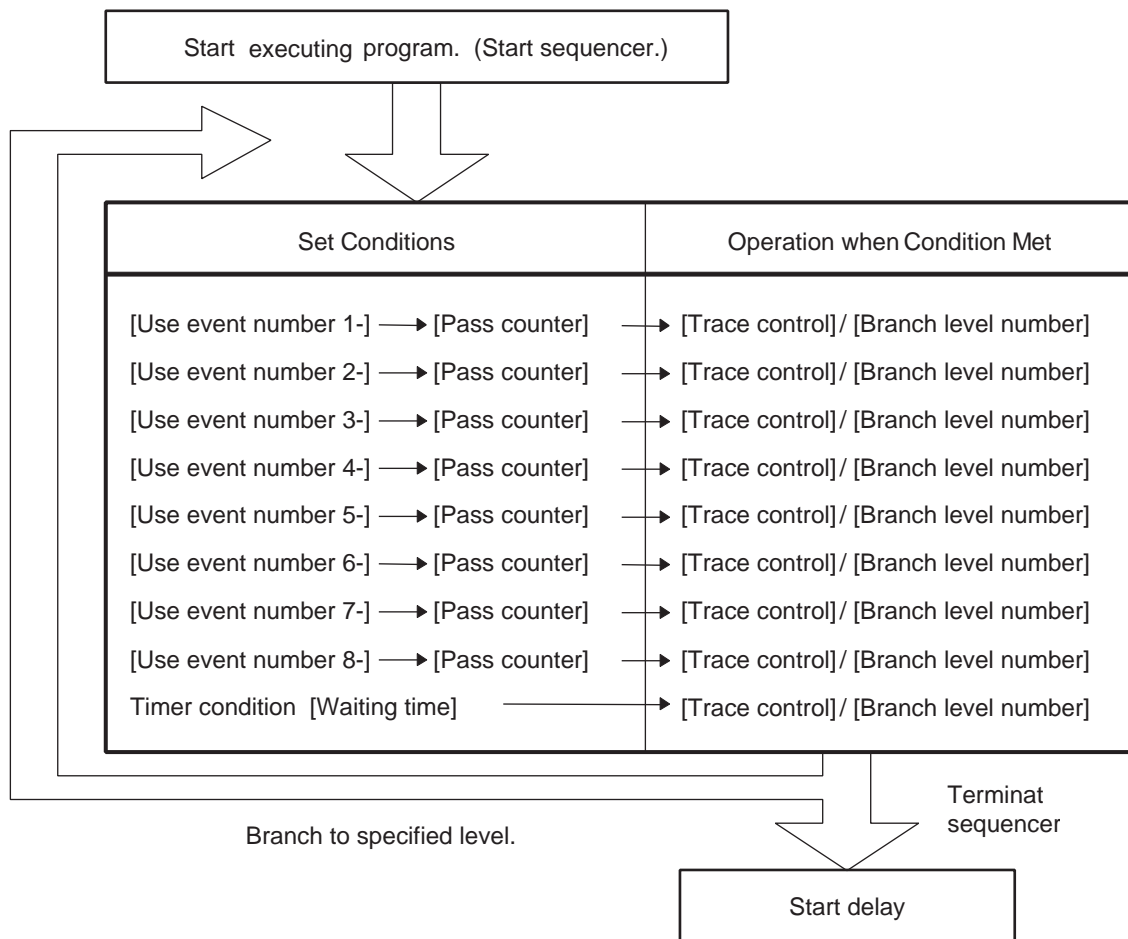 Start executing program. (Start sequencer.)
Set Conditions Operation when Condition Met
[Use event number 1-] [Pass counter] [Trace control] / [Branch level number]
[Use event number 2-] [Pass counter] [Trace control] / [Branch level number]
[Use event number 3-] [Pass counter] [Trace control] / [Branch level number]
[Use event number 4-] [Pass counter] [Trace control] / [Branch level number]
[Use event number 5-] [Pass counter] [Trace control] / [Branch level number]
[Use event number 6-] [Pass counter] [Trace control] / [Branch level number]
[Use event number 7-] [Pass counter] [Trace control] / [Branch level number]
[Use event number 8-] [Pass counter] [Trace control] / [Branch level number]
Timer condition [Waiting time] [Trace control] / [Branch level number]
Branch to specified level.
Terminat
sequencer
Start delay